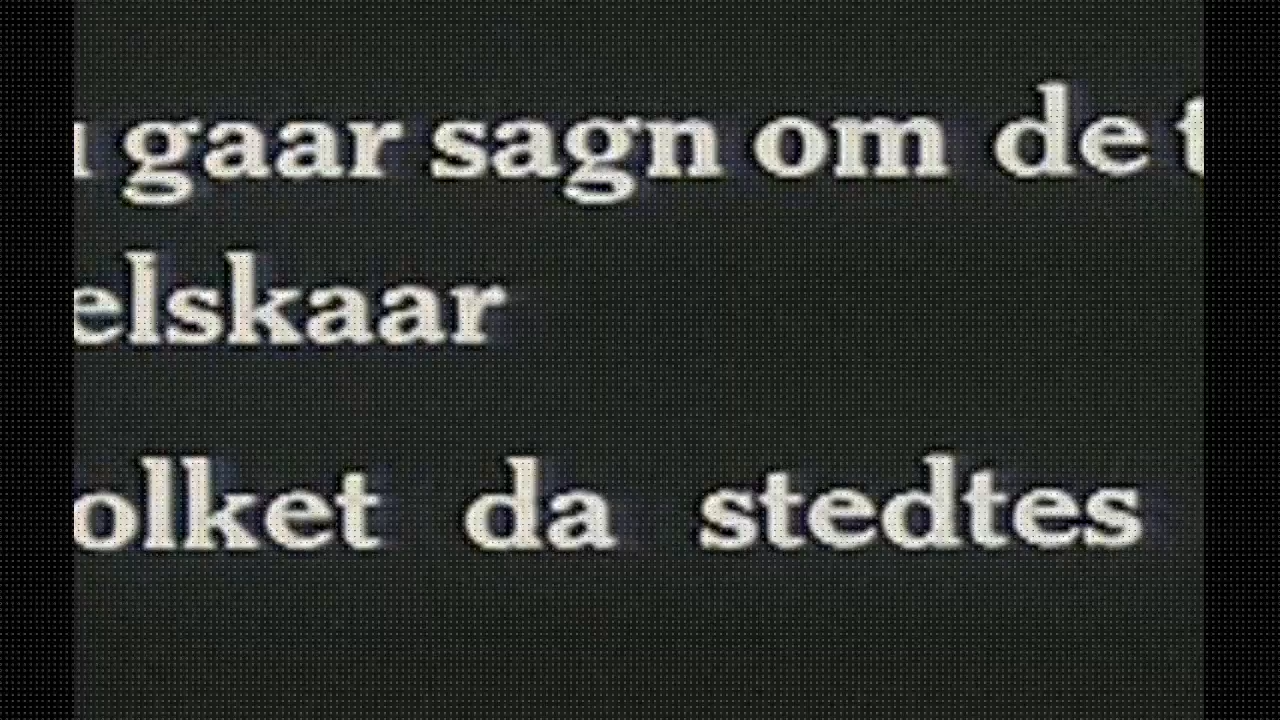 gaar sagn om de
elskaar
olket da stedtes